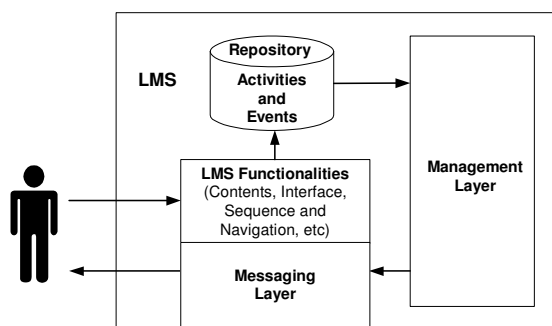 Repository
LMS
Activities
and
Events
LMS Functionalities
(Contents, Interface,
Sequence and
Navigation, etc)
Management
Layer
Messaging
Layer